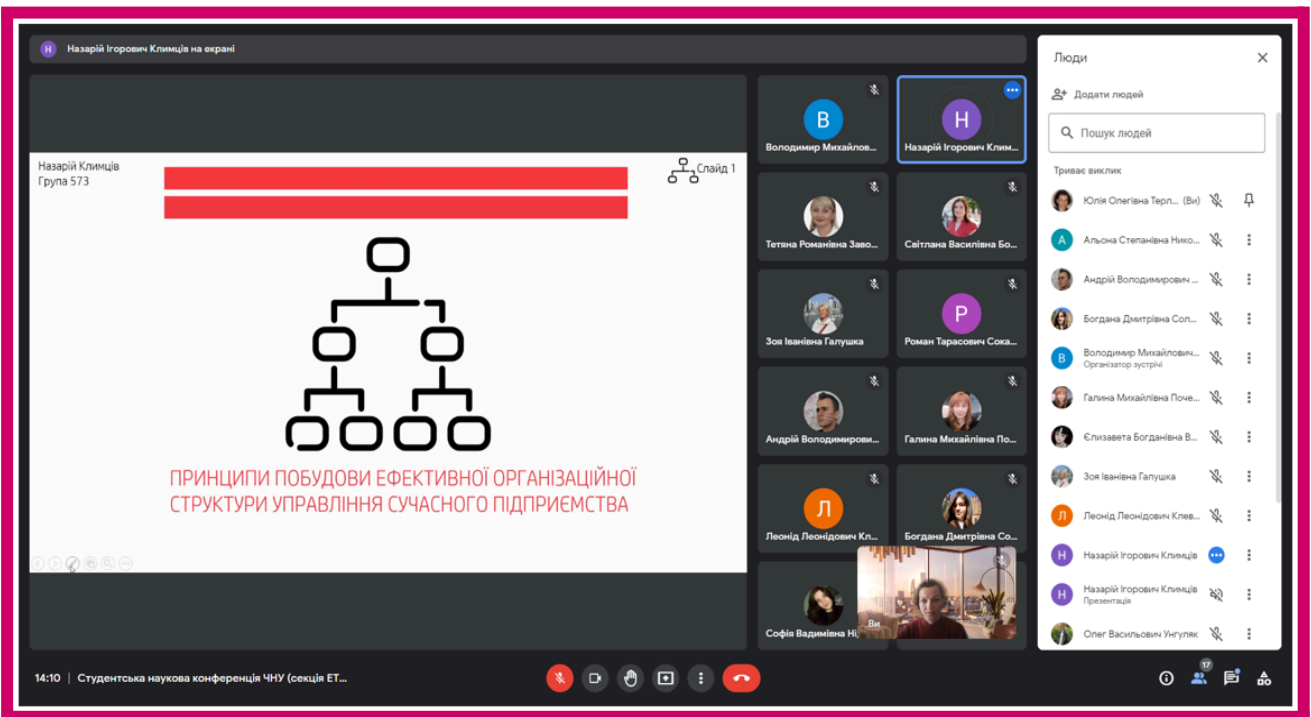 Н Назарій Ігорович Климців на екрані
Назарій Климців
Група 573
Слайд 1
ПРИНЦИПИ ПОБУДОВИ ЕФЕКТИВНОЇ ОРГАНІЗАЦІЙНОЇ
СТРУКТУРИ УПРАВЛІННЯ СУЧАСНОГО ПІДПРИЄМСТВА
В
Володимир Михайлов...
Н
Назарій Ігорович Клим...
Тетяна Романівна Заво...
Світлана Василівна Бо...
Зоя Іванівна Галушка
Р
Роман Тарасович Сока...
Андрій Володимирови...
Галина Михайлівна По...
Л
Леонід Леонідович Кл...
Богдана Дмитрівна Со...
Софія Вадимівна Ні
Ви
Люди
Додати людей
Пошук людей
Триває виклик
Юлія Олегівна Терл... (Ви)
А Альона Степанівна Нико...
Андрій Володимирович ...
Богдана Дмитрівна Сол...
В Володимир Михайлович...
Організатор зустрічі
Галина Михайлівна Поче...
Єлизавета Богданівна В...
Зоя Іванівна Галушка
Л Леонід Леонідович Клев...
Н Назарій Ігорович Климців
Н Назарій Ігорович Климців
Презентація
Олег Васильович Унгуляк
14:10 | Студентська наукова конференція ЧНУ (секція ЕТ...
17